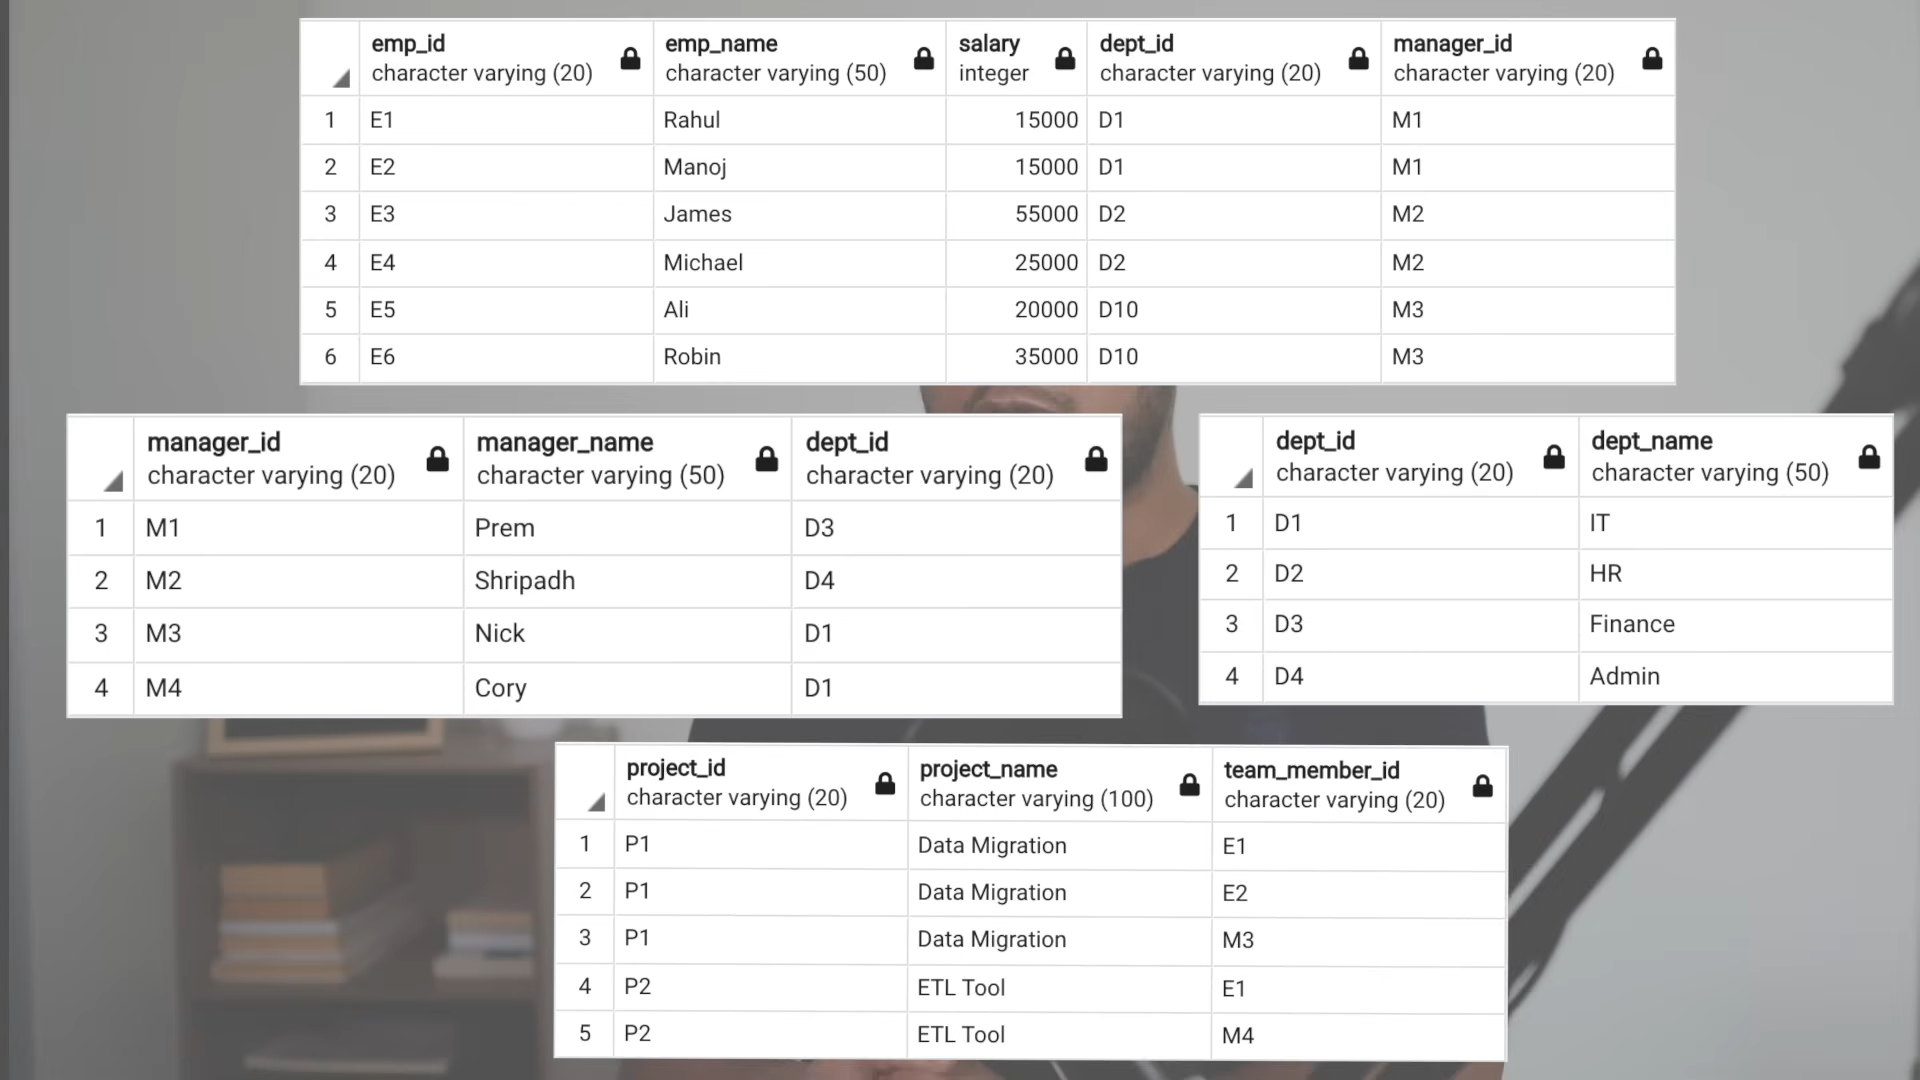 emp_id emp_name salary dept_id manager_id
character varying (20) character varying (50) integer character varying (20) character varying (20)
1 E1 Rahul 15000 D1 M1
2 E2 Manoj 15000 D1 M1
3 E3 James 55000 D2 M2
4 E4 Michael 25000 D2 M2
5 E5 Ali 20000 D10 M3
6 E6 Robin 35000 D10 M3
manager_id manager_name dept_id
character varying (20) character varying (50) character varying (20)
1 M1 Prem D3
2 M2 Shripadh D4
3 M3 Nick D1
4 M4 Cory D1
dept_id dept_name
character varying (20) character varying (50)
1 D1 IT
2 D2 HR
3 D3 Finance
4 D4 Admin
project_id project_name team_member_id
character varying (20) character varying (100) character varying (20)
1 P1 Data Migration E1
2 P1 Data Migration E2
3 P1 Data Migration M3
4 P2 ETL Tool E1
5 P2 ETL Tool M4